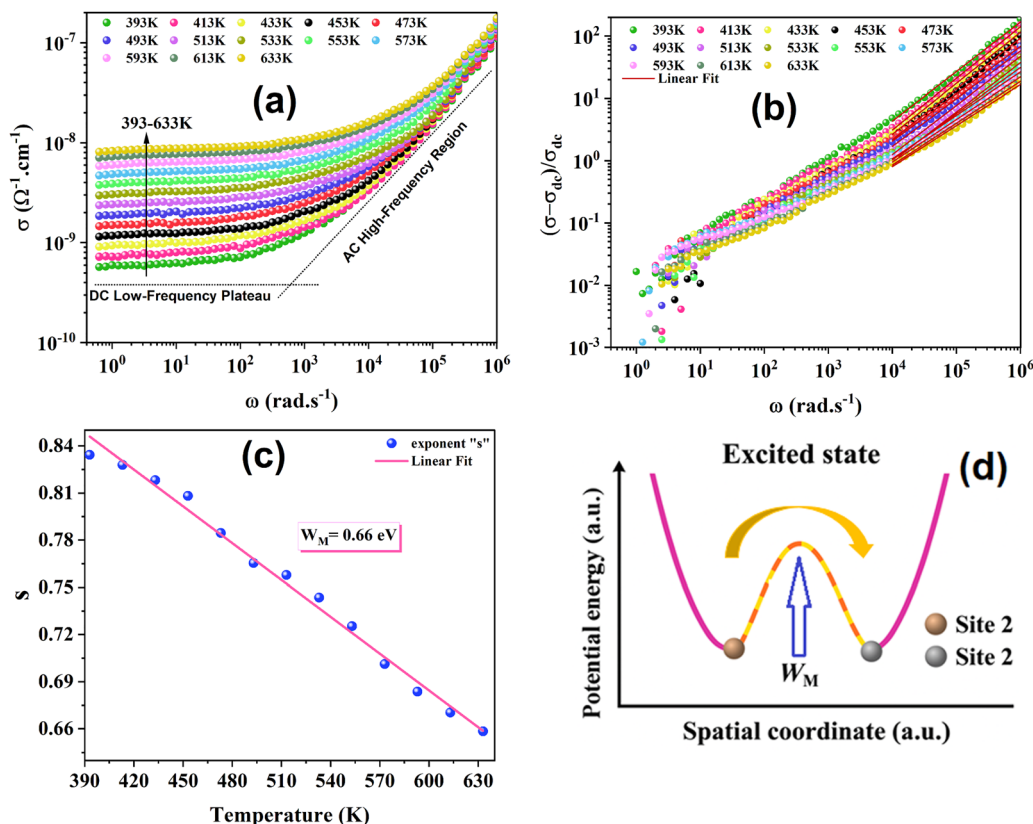 393K 413K 433K 453K 473K
493K 513K 533K 553K 573K
593K 613K 633K
(a)
393-633K
AC High-Frequency Region
DC Low-Frequency Plateau
10⁻⁷
10⁻⁸
10⁻⁹
10⁻¹⁰
σ (Ω⁻¹.cm⁻¹)
10⁰ 10¹ 10² 10³ 10⁴ 10⁵ 10⁶
ω (rad.s⁻¹)
393K 413K 433K 453K 473K
493K 513K 533K 553K 573K
593K 613K 633K
Linear Fit
(b)
10²
10¹
10⁰
10⁻¹
10⁻²
10⁻³
(σ−σdc)/σdc
10⁰ 10¹ 10² 10³ 10⁴ 10⁵ 10⁶
ω (rad.s⁻¹)
(c)
exponent "s"
Linear Fit
W_M= 0.66 eV
0.84
0.81
0.78
0.75
0.72
0.69
0.66
s
390 420 450 480 510 540 570 600 630
Temperature (K)
(d)
Excited state
Site 2
Site 2
W_M
Potential energy (a.u.)
Spatial coordinate (a.u.)